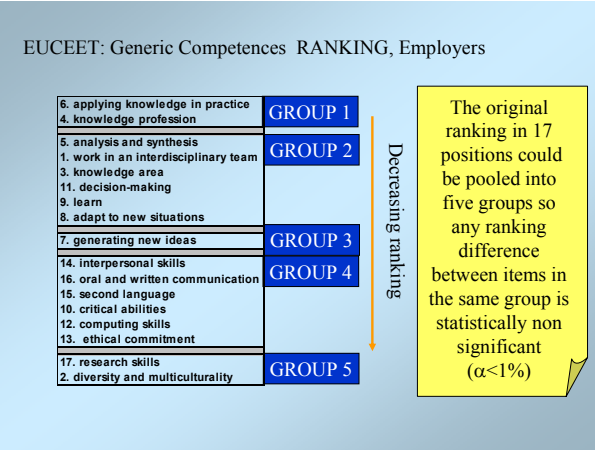 EUCEET: Generic Competences RANKING, Employers
6. applying knowledge in practice
4. knowledge profession
GROUP 1
5. analysis and synthesis
1. work in an interdisciplinary team
3. knowledge area
11. decision-making
9. learn
8. adapt to new situations
GROUP 2
7. generating new ideas
GROUP 3
14. interpersonal skills
16. oral and written communication
15. second language
10. critical abilities
12. computing skills
13. ethical commitment
GROUP 4
17. research skills
2. diversity and multiculturality
GROUP 5
Decreasing ranking
The original
ranking in 17
positions could
be pooled into
five groups so
any ranking
difference
between items in
the same group is
statistically non
significant
(α<1%)